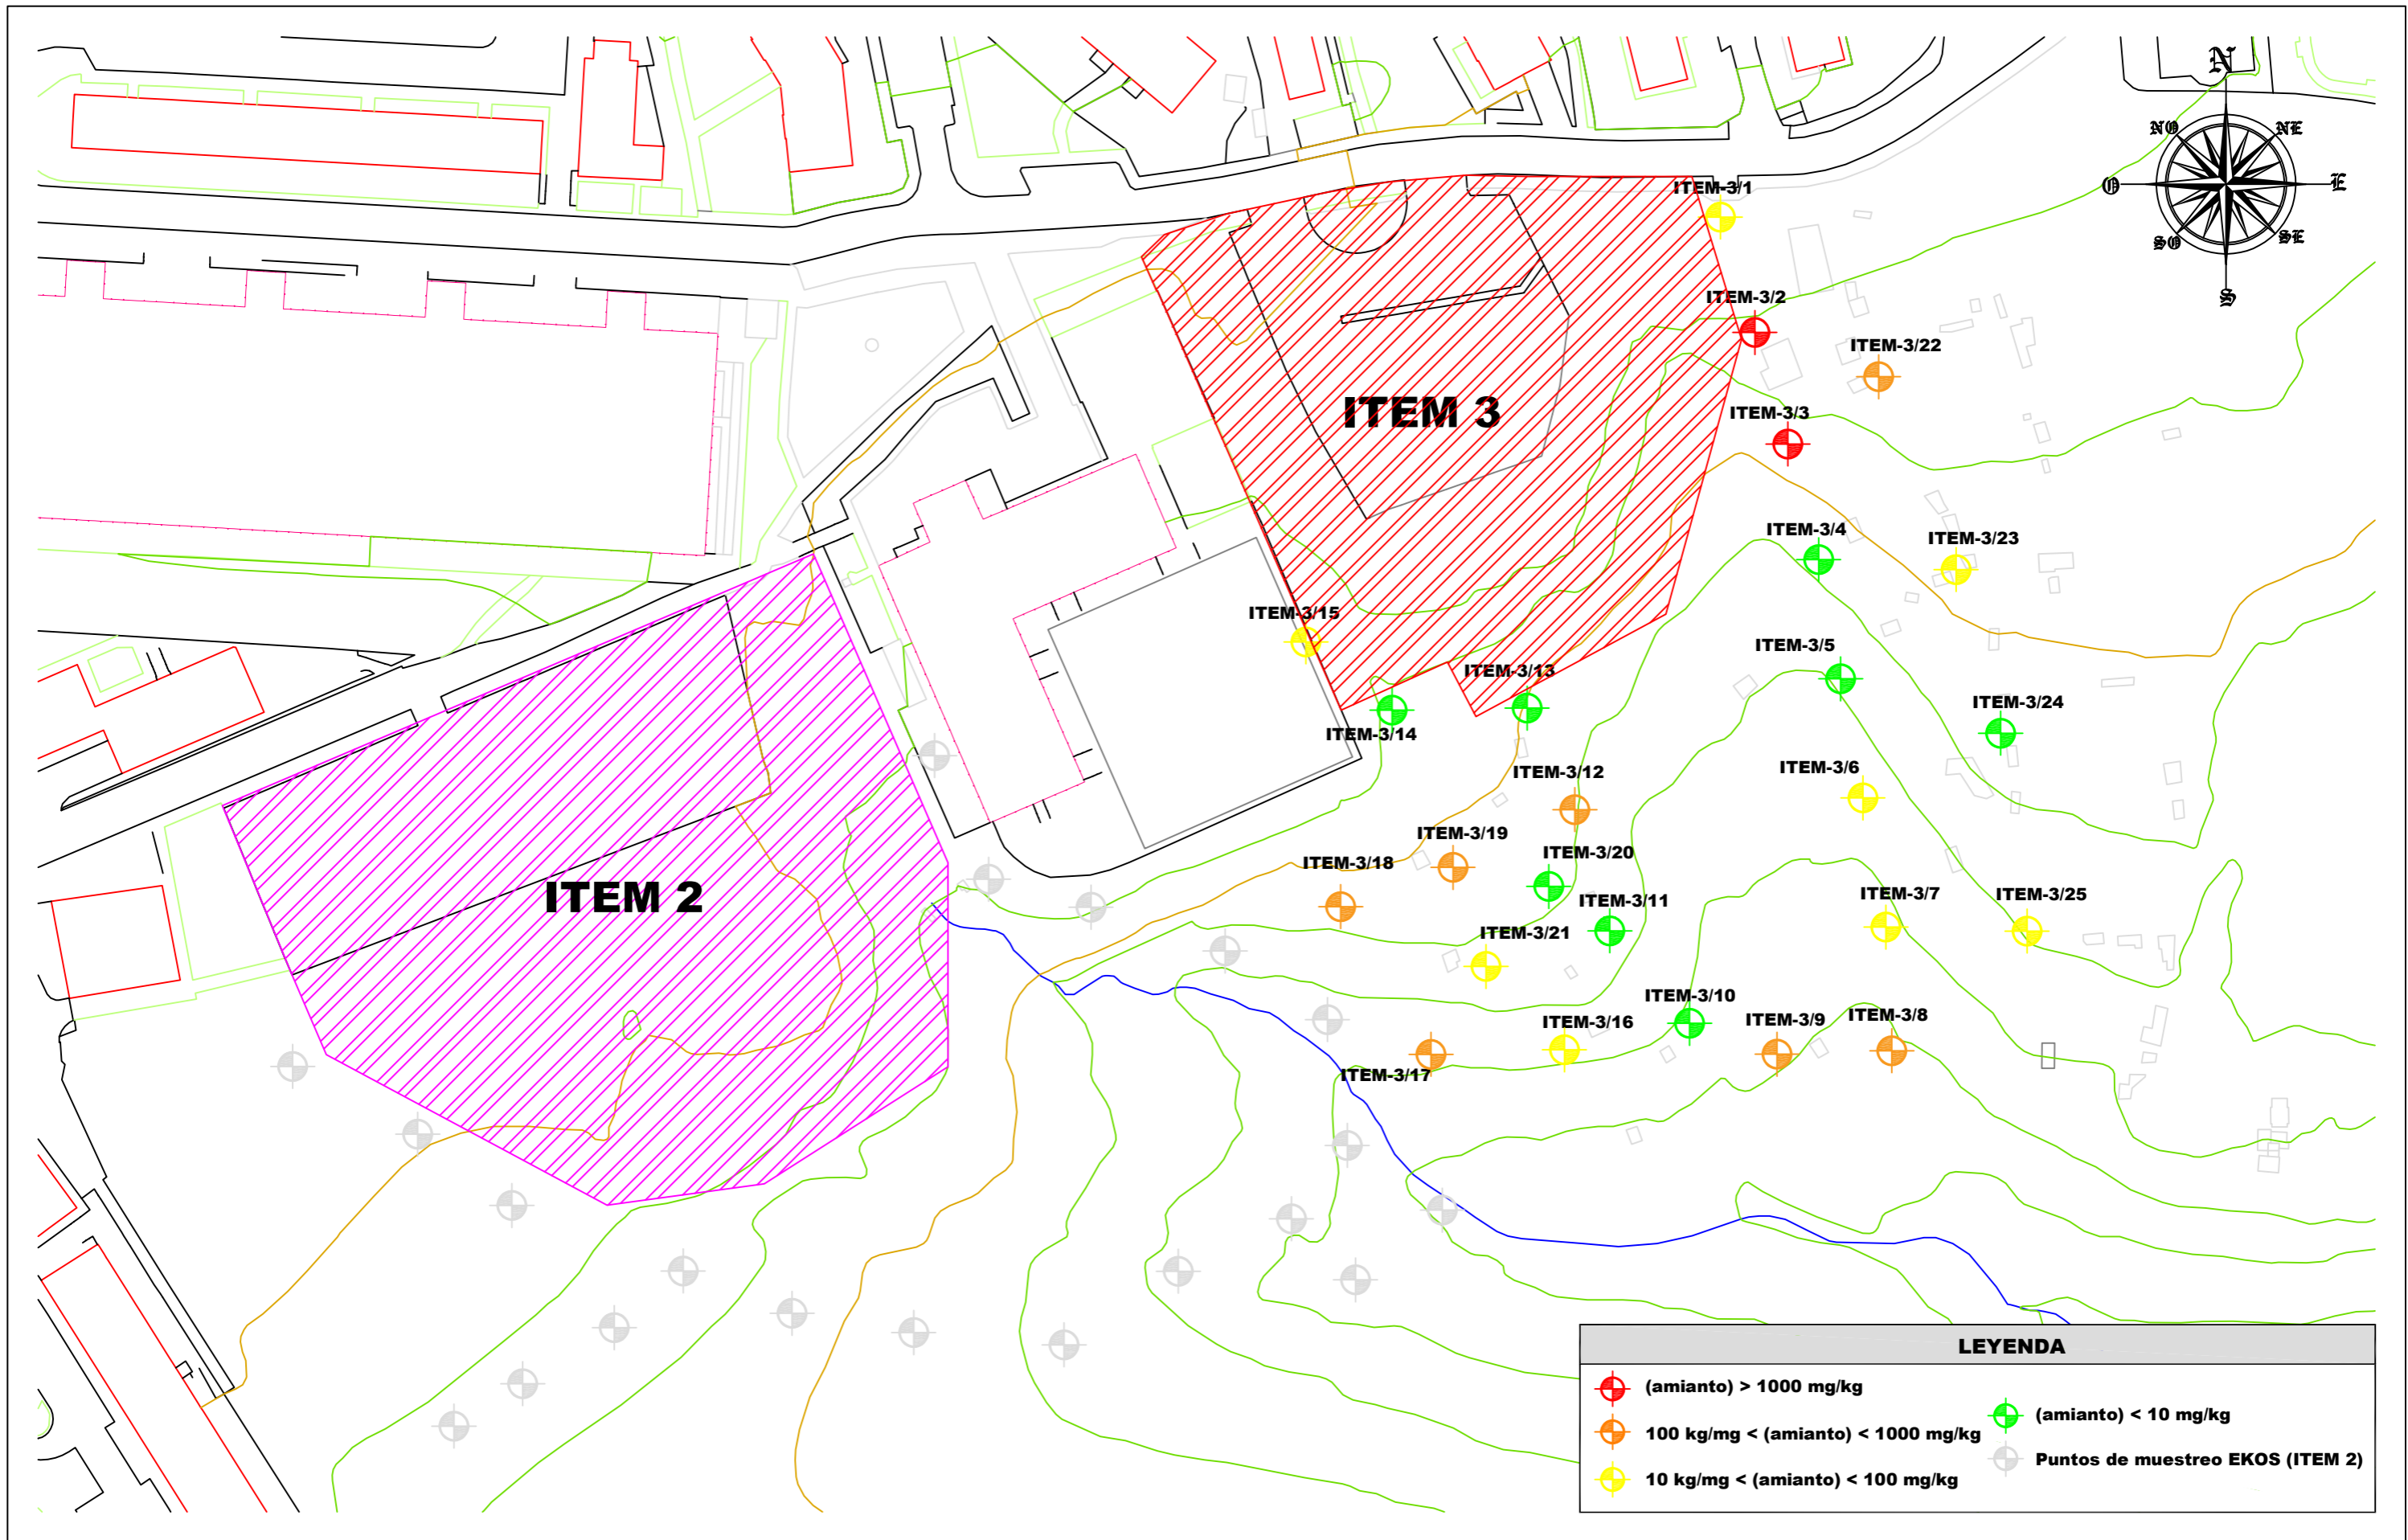 N
NO
NE
O
E
SO
SE
S
ITEM-3/1
ITEM-3/2
ITEM-3/22
ITEM 3
ITEM-3/3
ITEM-3/4
ITEM-3/23
ITEM-3/15
ITEM-3/5
ITEM-3/13
ITEM-3/24
ITEM-3/14
ITEM-3/6
ITEM-3/12
ITEM-3/19
ITEM-3/20
ITEM-3/18
ITEM 2
ITEM-3/11
ITEM-3/7
ITEM-3/25
ITEM-3/21
ITEM-3/10
ITEM-3/16
ITEM-3/9
ITEM-3/8
ITEM-3/17
LEYENDA
(amianto) > 1000 mg/kg
100 kg/mg < (amianto) < 1000 mg/kg
10 kg/mg < (amianto) < 100 mg/kg
(amianto) < 10 mg/kg
Puntos de muestreo EKOS (ITEM 2)